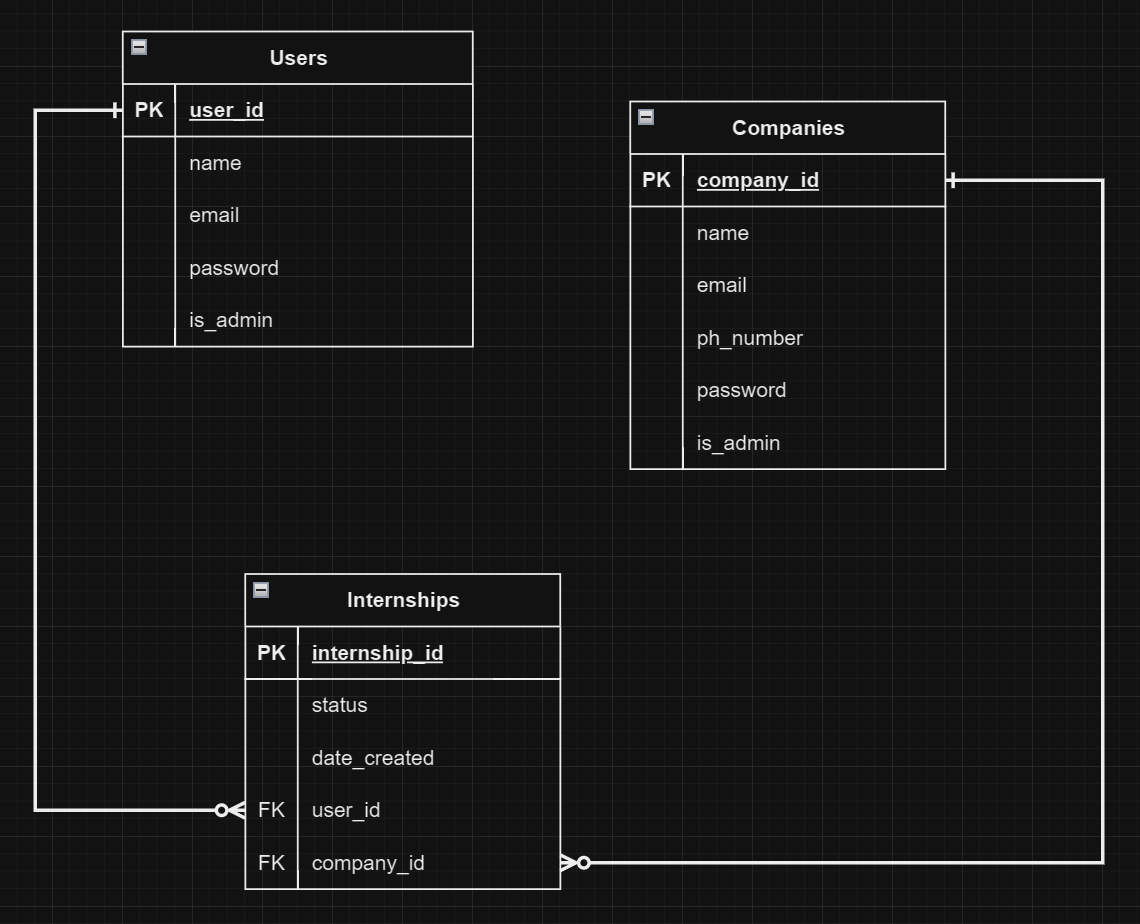 Users
PK user_id
name
email
password
is_admin
Companies
PK company_id
name
email
ph_number
password
is_admin
Internships
PK internship_id
status
date_created
FK user_id
FK company_id